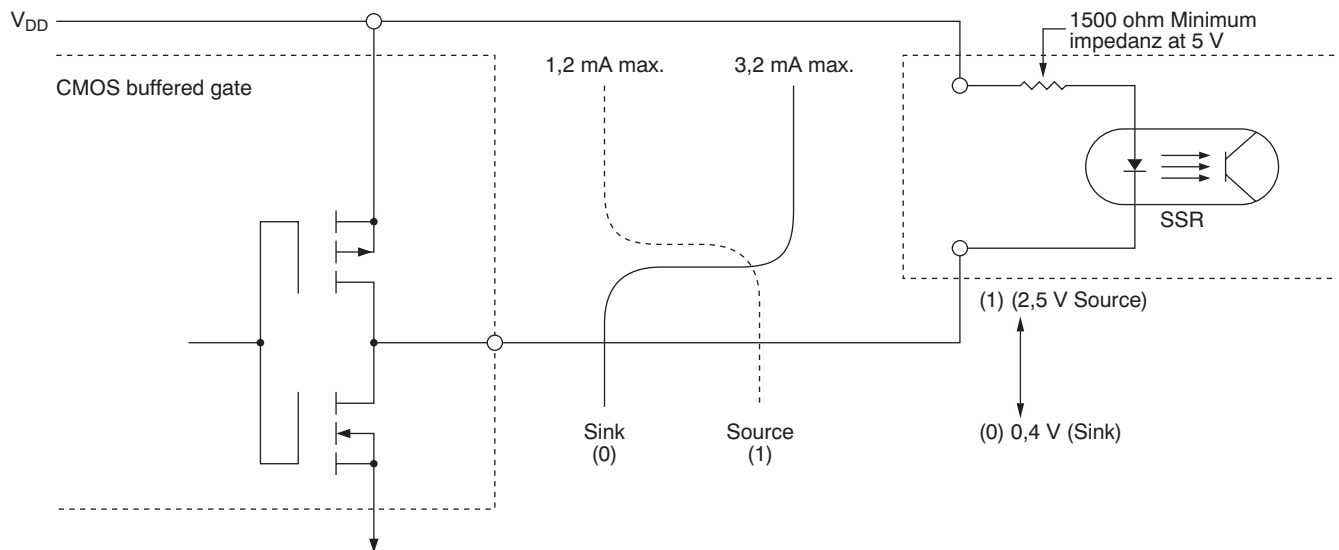 V_DD
1500 ohm Minimum
impedanz at 5 V
CMOS buffered gate
1,2 mA max.
3,2 mA max.
SSR
(1) (2,5 V Source)
Sink
(0)
Source
(1)
(0) 0,4 V (Sink)